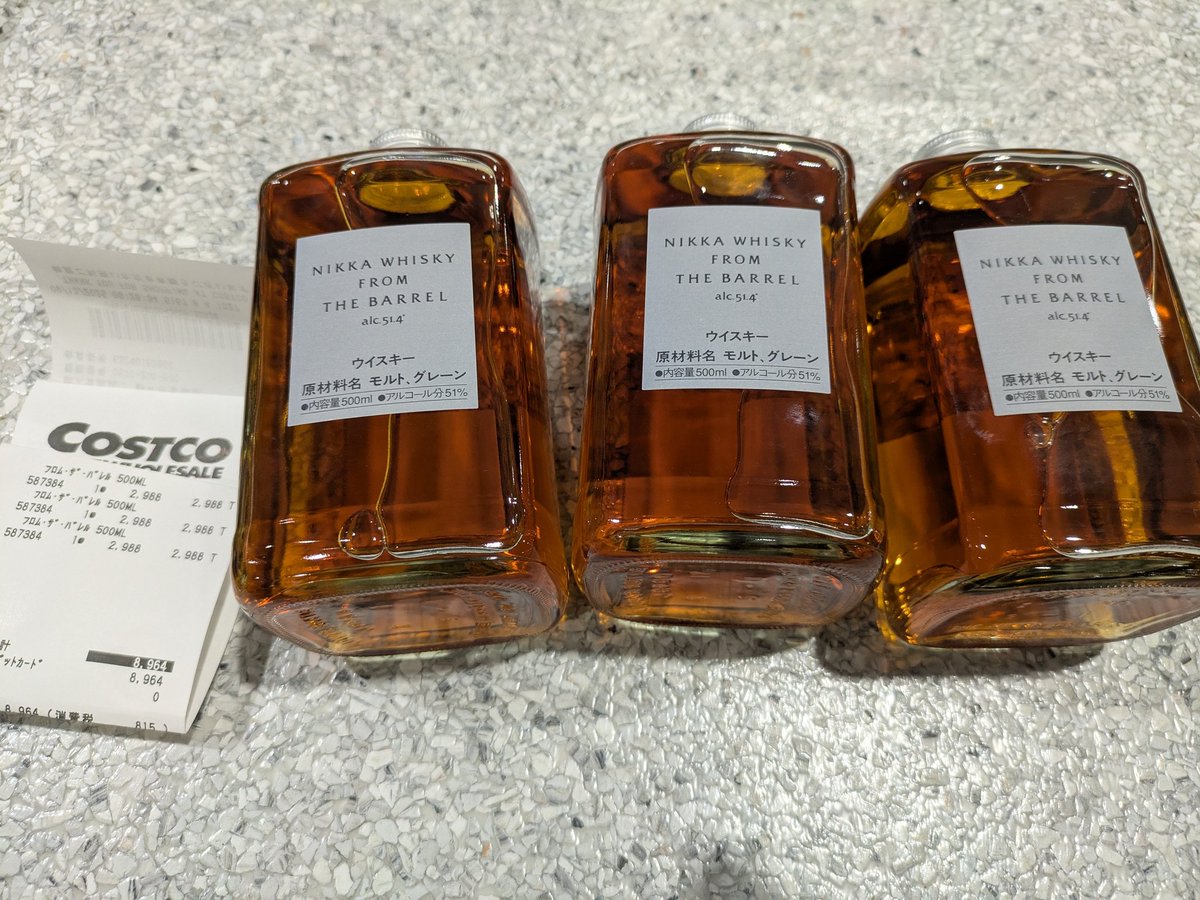 COSTCO
WHOLESALE
フロム・ザ・バレル 500ML
587384 1* 2,988 2,988 T
フロム・ザ・バレル 500ML
587384 1* 2,988 2,988 T
フロム・ザ・バレル 500ML
587384 1* 2,988 2,988 T
計
8,964
8,964
0
8,964 (消費税 815 )
NIKKA WHISKY
FROM
THE BARREL
alc.51.4°
ウイスキー
原材料名 モルト、グレーン
●内容量500ml ●アルコール分51%
NIKKA WHISKY
FROM
THE BARREL
alc.51.4°
ウイスキー
原材料名 モルト、グレーン
●内容量500ml ●アルコール分51%
NIKKA WHISKY
FROM
THE BARREL
alc.51.4°
ウイスキー
原材料名 モルト、グレーン
●内容量500ml ●アルコール分51%